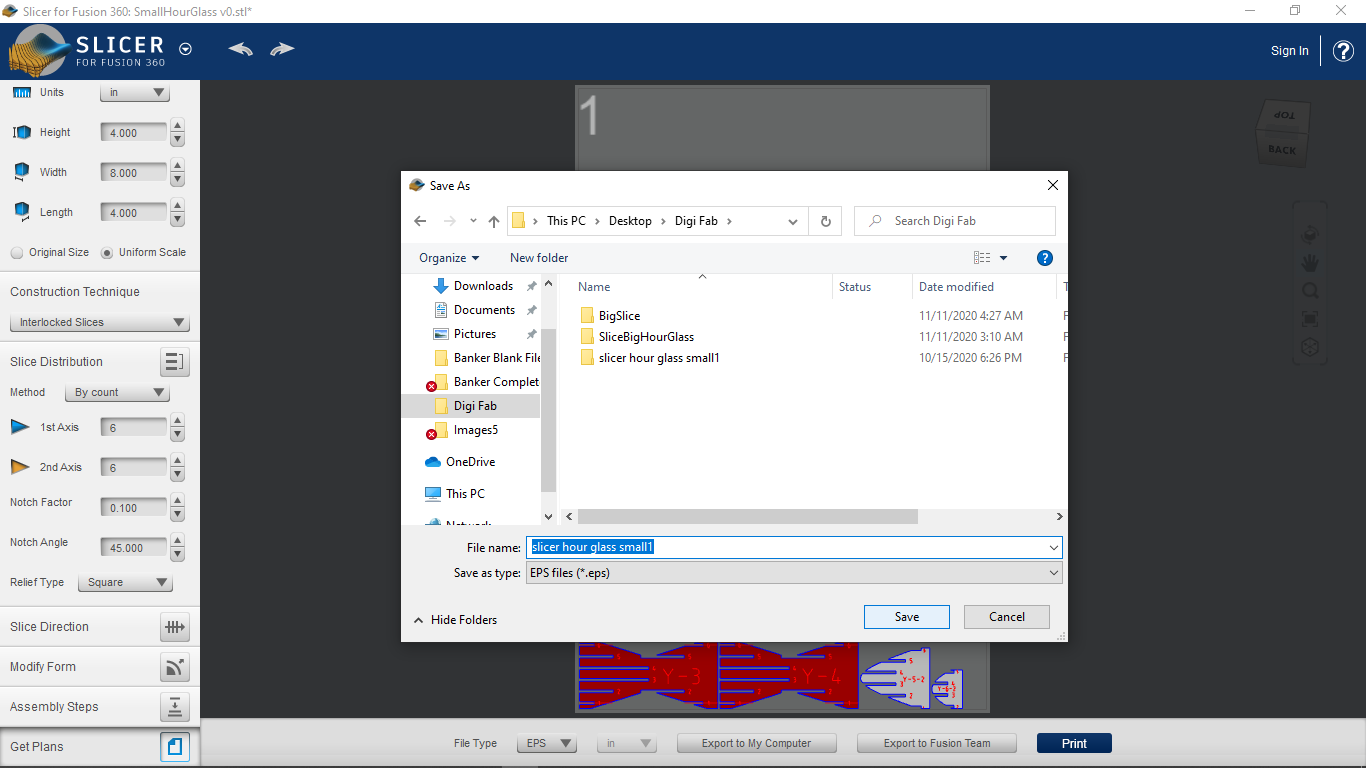 Slicer for Fusion 360: SmallHourGlass v0.stl*
SLICER
FOR FUSION 360
Sign In
?
Units in
Height 4.000
Width 8.000
Length 4.000
Original Size Uniform Scale
Construction Technique
Interlocked Slices
Slice Distribution
Method By count
1st Axis 6
2nd Axis 6
Notch Factor 0.100
Notch Angle 45.000
Relief Type Square
Slice Direction
Modify Form
Assembly Steps
Get Plans
1
TOP
BACK
Save As
This PC > Desktop > Digi Fab >
Search Digi Fab
Organize New folder
?
Downloads
Documents
Pictures
Banker Blank File
Banker Complet
Digi Fab
Images5
OneDrive
This PC
Network
Name Status Date modified T
BigSlice 11/11/2020 4:27 AM F
SliceBigHourGlass 11/11/2020 3:10 AM F
slicer hour glass small1 10/15/2020 6:26 PM F
File name: slicer hour glass small1
Save as type: EPS files (*.eps)
Hide Folders Save Cancel
Y-3 Y-4 Y-5-2 Y-6-2
File Type EPS in Export to My Computer Export to Fusion Team Print